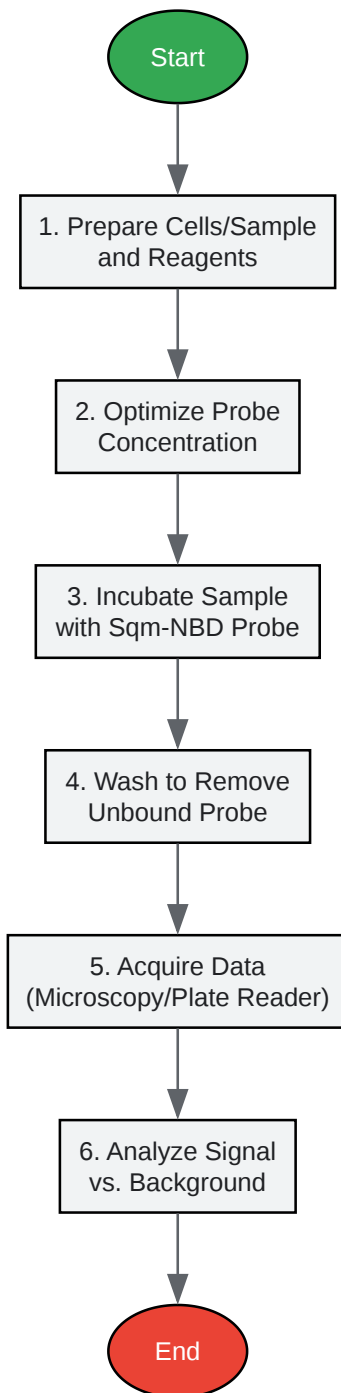 Start
1. Prepare Cells/Sample
and Reagents
2. Optimize Probe
Concentration
3. Incubate Sample
with Sqm-NBD Probe
4. Wash to Remove
Unbound Probe
5. Acquire Data
(Microscopy/Plate Reader)
6. Analyze Signal
vs. Background
End